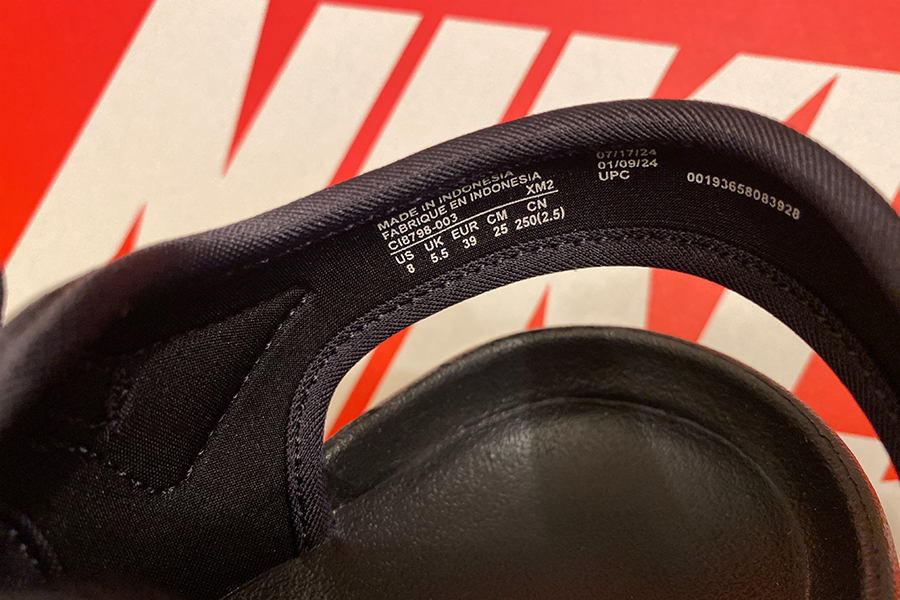 NIKE
MADE IN INDONESIA
FABRIQUE EN INDONESIA
CI8798-003 XM2
US UK EUR CM CN
8 5.5 39 25 250(2.5)
07/17/24
01/09/24
UPC 00193658083928